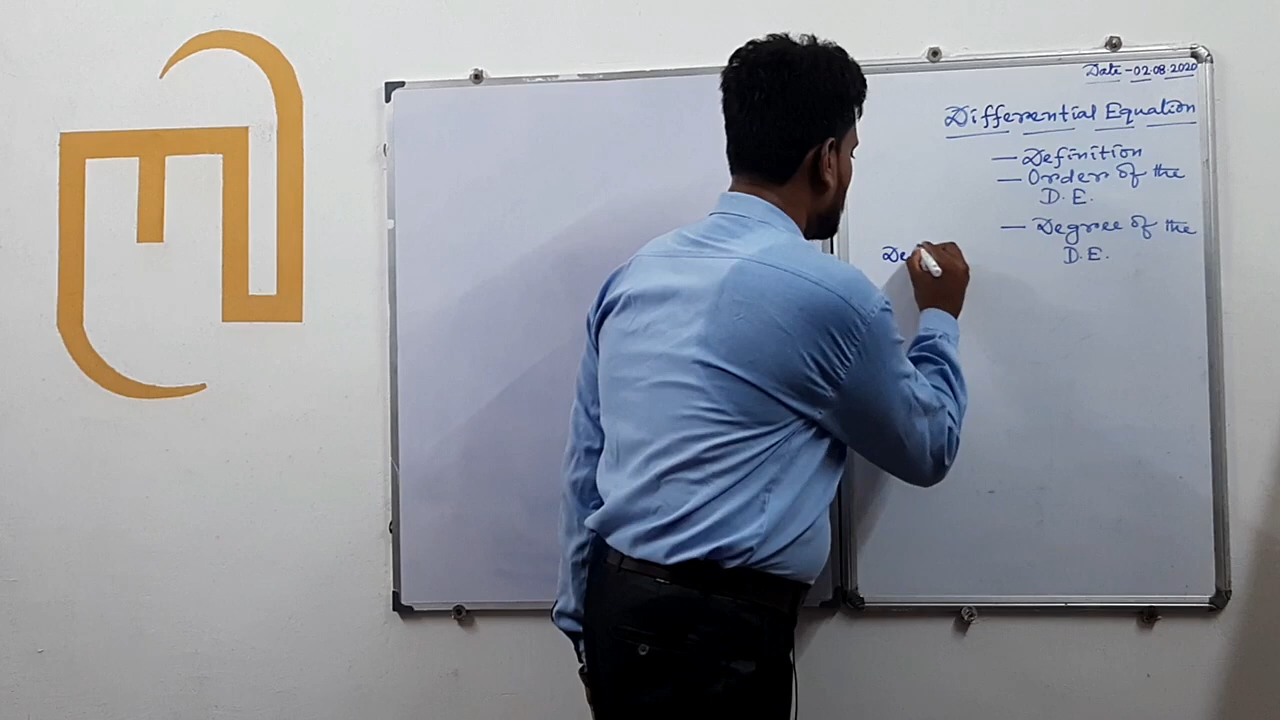 Date - 02.08.2020
Differential Equation
— Definition
— Order of the
D.E.
— Degree of the
D.E.
De